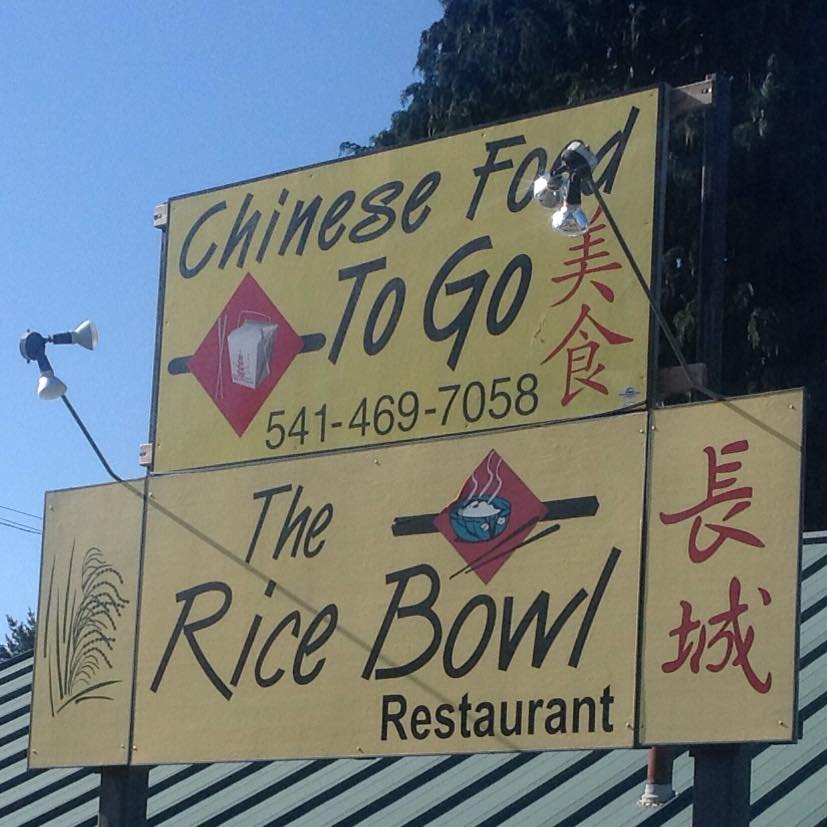 Chinese Food
To Go
美食
541-469-7058
The
Rice Bowl
Restaurant
長城